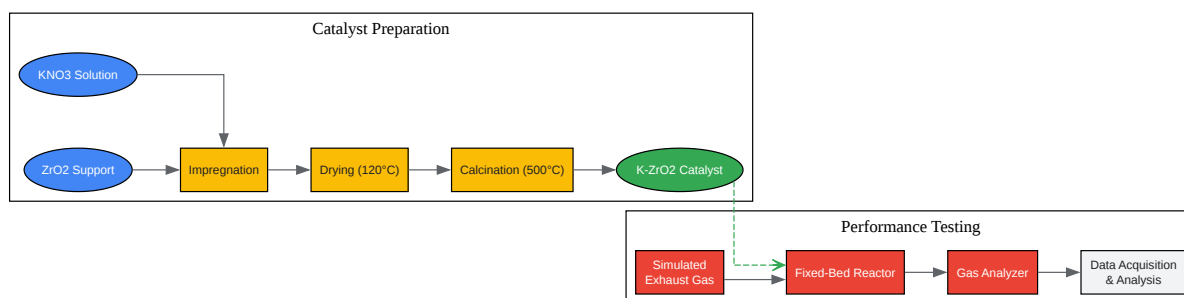 Catalyst Preparation
KNO3 Solution
ZrO2 Support
Impregnation
Drying (120°C)
Calcination (500°C)
K-ZrO2 Catalyst
Performance Testing
Simulated
Exhaust Gas
Fixed-Bed Reactor
Gas Analyzer
Data Acquisition
& Analysis